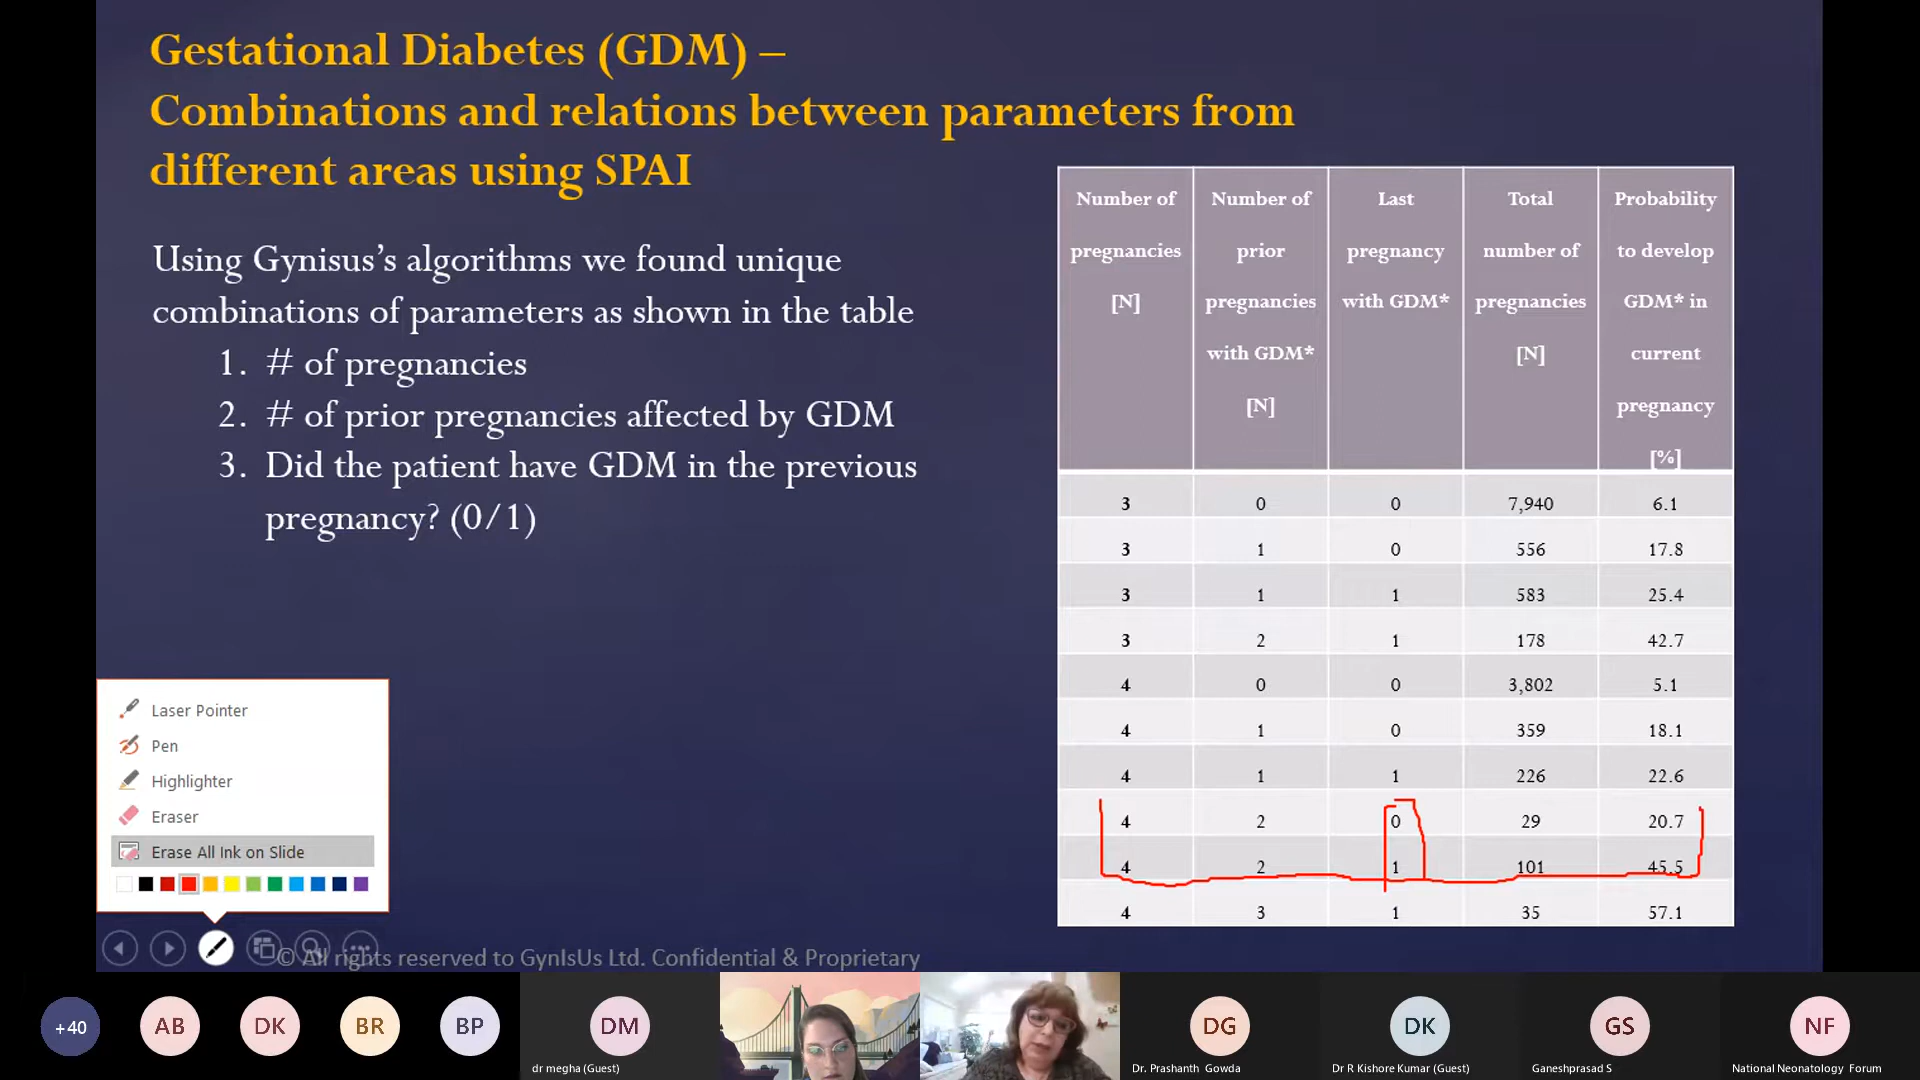 Gestational Diabetes (GDM) –
Combinations and relations between parameters from
different areas using SPAI
Using Gynisus’s algorithms we found unique
combinations of parameters as shown in the table
1. # of pregnancies
2. # of prior pregnancies affected by GDM
3. Did the patient have GDM in the previous
pregnancy? (0/1)
Number of pregnancies [N] Number of prior pregnancies with GDM* [N] Last pregnancy with GDM* Total number of pregnancies [N] Probability to develop GDM* in current pregnancy [%]
3 0 0 7,940 6.1
3 1 0 556 17.8
3 1 1 583 25.4
3 2 1 178 42.7
4 0 0 3,802 5.1
4 1 0 359 18.1
4 1 1 226 22.6
4 2 0 29 20.7
4 2 1 101 45.5
4 3 1 35 57.1
Laser Pointer
Pen
Highlighter
Eraser
Erase All Ink on Slide
© All rights reserved to GynIsUs Ltd. Confidential & Proprietary
+40
AB
DK
BR
BP
DM
dr megha (Guest)
DG
Dr. Prashanth Gowda
DK
Dr R Kishore Kumar (Guest)
GS
Ganeshprasad S
NF
National Neonatology Forum